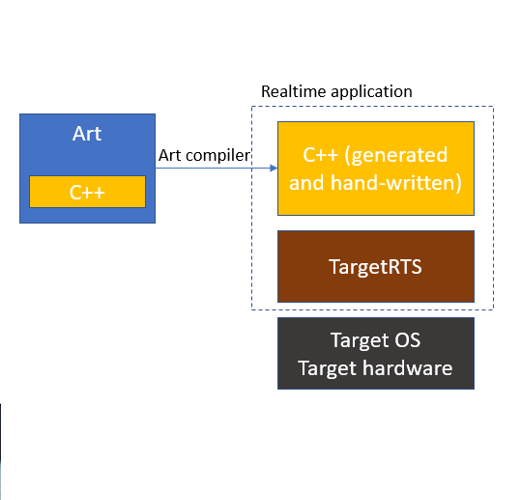 Realtime application
Art
C++
Art compiler
C++ (generated
and hand-written)
TargetRTS
Target OS
Target hardware